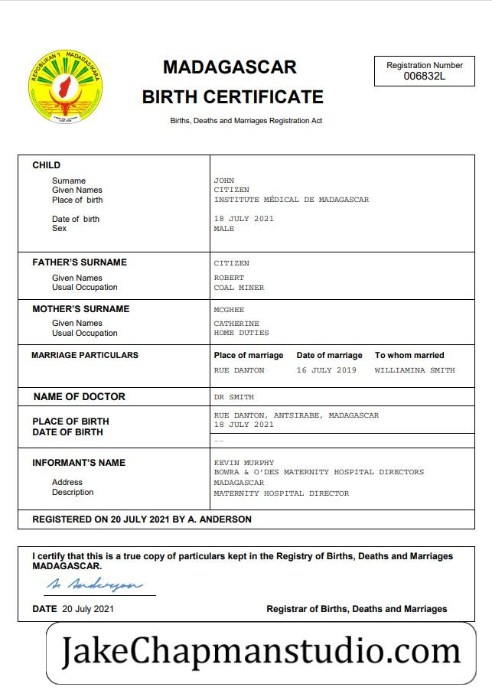 REPOBLIKAN'I MADAGASIKARA
MADAGASCAR
BIRTH CERTIFICATE
Births, Deaths and Marriages Registration Act
Registration Number
006832L
CHILD
Surname JOHN
Given Names CITIZEN
Place of birth INSTITUTE MÉDICAL DE MADAGASCAR
Date of birth 18 JULY 2021
Sex MALE
FATHER'S SURNAME CITIZEN
Given Names ROBERT
Usual Occupation COAL MINER
MOTHER'S SURNAME MCGHEE
Given Names CATHERINE
Usual Occupation HOME DUTIES
MARRIAGE PARTICULARS Place of marriage Date of marriage To whom married
RUE DANTON 16 JULY 2019 WILLIAMINA SMITH
NAME OF DOCTOR DR SMITH
PLACE OF BIRTH RUE DANTON, ANTSIRABE, MADAGASCAR
DATE OF BIRTH 18 JULY 2021
--
INFORMANT'S NAME KEVIN MURPHY
BOWRA & O'DES MATERNITY HOSPITAL DIRECTORS
Address MADAGASCAR
Description MATERNITY HOSPITAL DIRECTOR
REGISTERED ON 20 JULY 2021 BY A. ANDERSON
I certify that this is a true copy of particulars kept in the Registry of Births, Deaths and Marriages
MADAGASCAR.
A Anderson
DATE 20 July 2021 Registrar of Births, Deaths and Marriages
JakeChapmanstudio.com